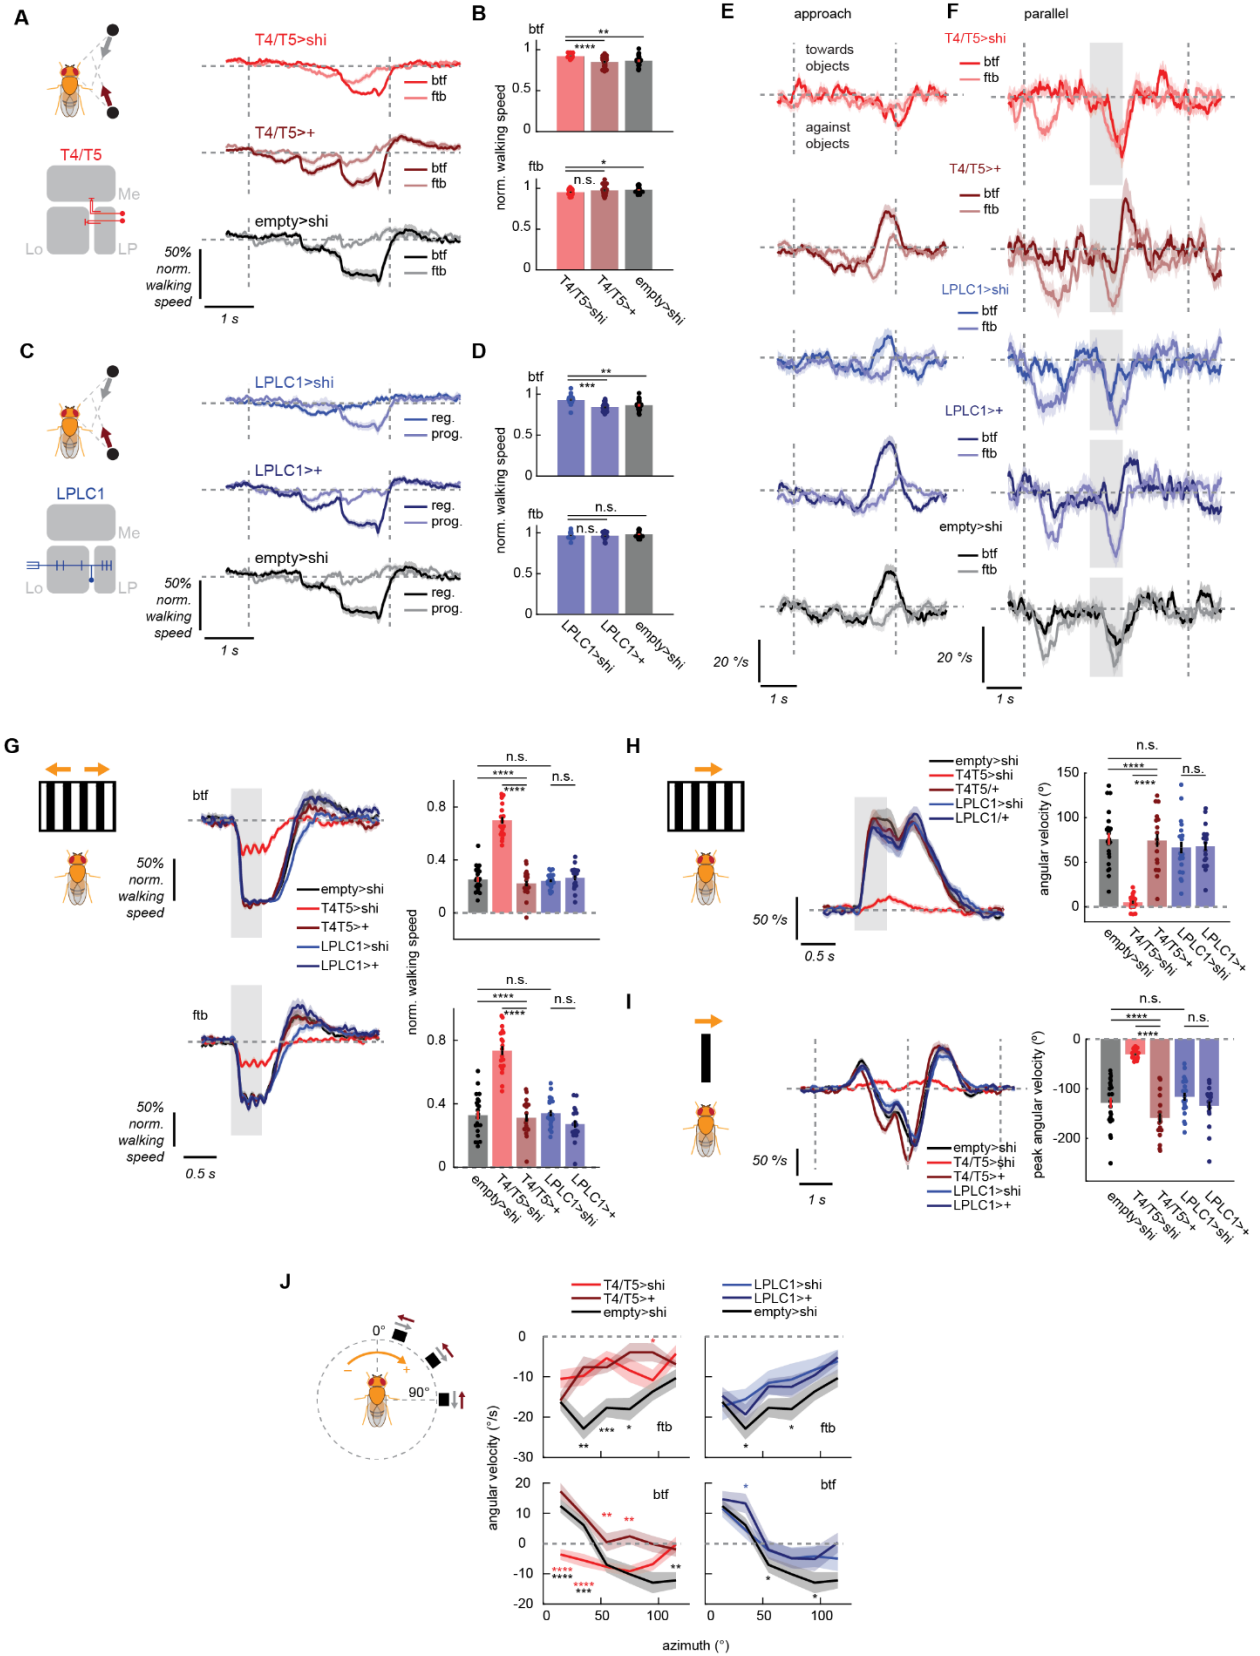 A
T4/T5
Me
Lo
LP
T4/T5>shi
btf
ftb
T4/T5>+
btf
ftb
empty>shi
btf
ftb
50%
norm.
walking
speed
1 s
B
btf
**
****
1
0.5
0
norm. walking speed
ftb
*
n.s.
1
0.5
0
T4/T5>shi
T4/T5>+
empty>shi
C
LPLC1
Me
Lo
LP
LPLC1>shi
reg.
prog.
LPLC1>+
reg.
prog.
empty>shi
reg.
prog.
50%
norm.
walking
speed
1 s
D
btf
**
***
1
0.5
0
norm. walking speed
ftb
n.s.
n.s.
1
0.5
0
LPLC1>shi
LPLC1>+
empty>shi
E
approach
towards
objects
against
objects
20 °/s
1 s
F
parallel
T4/T5>shi
btf
ftb
T4/T5>+
btf
ftb
LPLC1>shi
btf
ftb
LPLC1>+
btf
ftb
empty>shi
btf
ftb
20 °/s
1 s
G
btf
50%
norm.
walking
speed
empty>shi
T4T5>shi
T4T5>+
LPLC1>shi
LPLC1>+
ftb
50%
norm.
walking
speed
0.5 s
n.s.
****
n.s.
****
0.8
0.4
0
norm. walking speed
n.s.
****
n.s.
****
0.8
0.4
0
empty>shi
T4/T5>shi
T4/T5>+
LPLC1>shi
LPLC1>+
H
empty>shi
T4T5>shi
T4T5/+
LPLC1>shi
LPLC1/+
50 °/s
0.5 s
n.s.
****
n.s.
****
150
100
50
0
angular velocity (°)
empty>shi
T4/T5>shi
T4/T5>+
LPLC1>shi
LPLC1>+
I
50 °/s
1 s
empty>shi
T4/T5>shi
T4/T5>+
LPLC1>shi
LPLC1>+
n.s.
****
n.s.
****
0
-100
-200
peak angular velocity (°)
empty>shi
T4/T5>shi
T4/T5>+
LPLC1>shi
LPLC1>+
J
0°
− +
90°
T4/T5>shi
T4/T5>+
empty>shi
LPLC1>shi
LPLC1>+
empty>shi
0
-10
-20
-30
*
**
***
*
ftb
*
*
ftb
angular velocity (°/s)
20
10
0
-10
-20
btf
**
**
****
****
****
***
**
0
50
100
btf
*
*
*
0
50
100
azimuth (°)